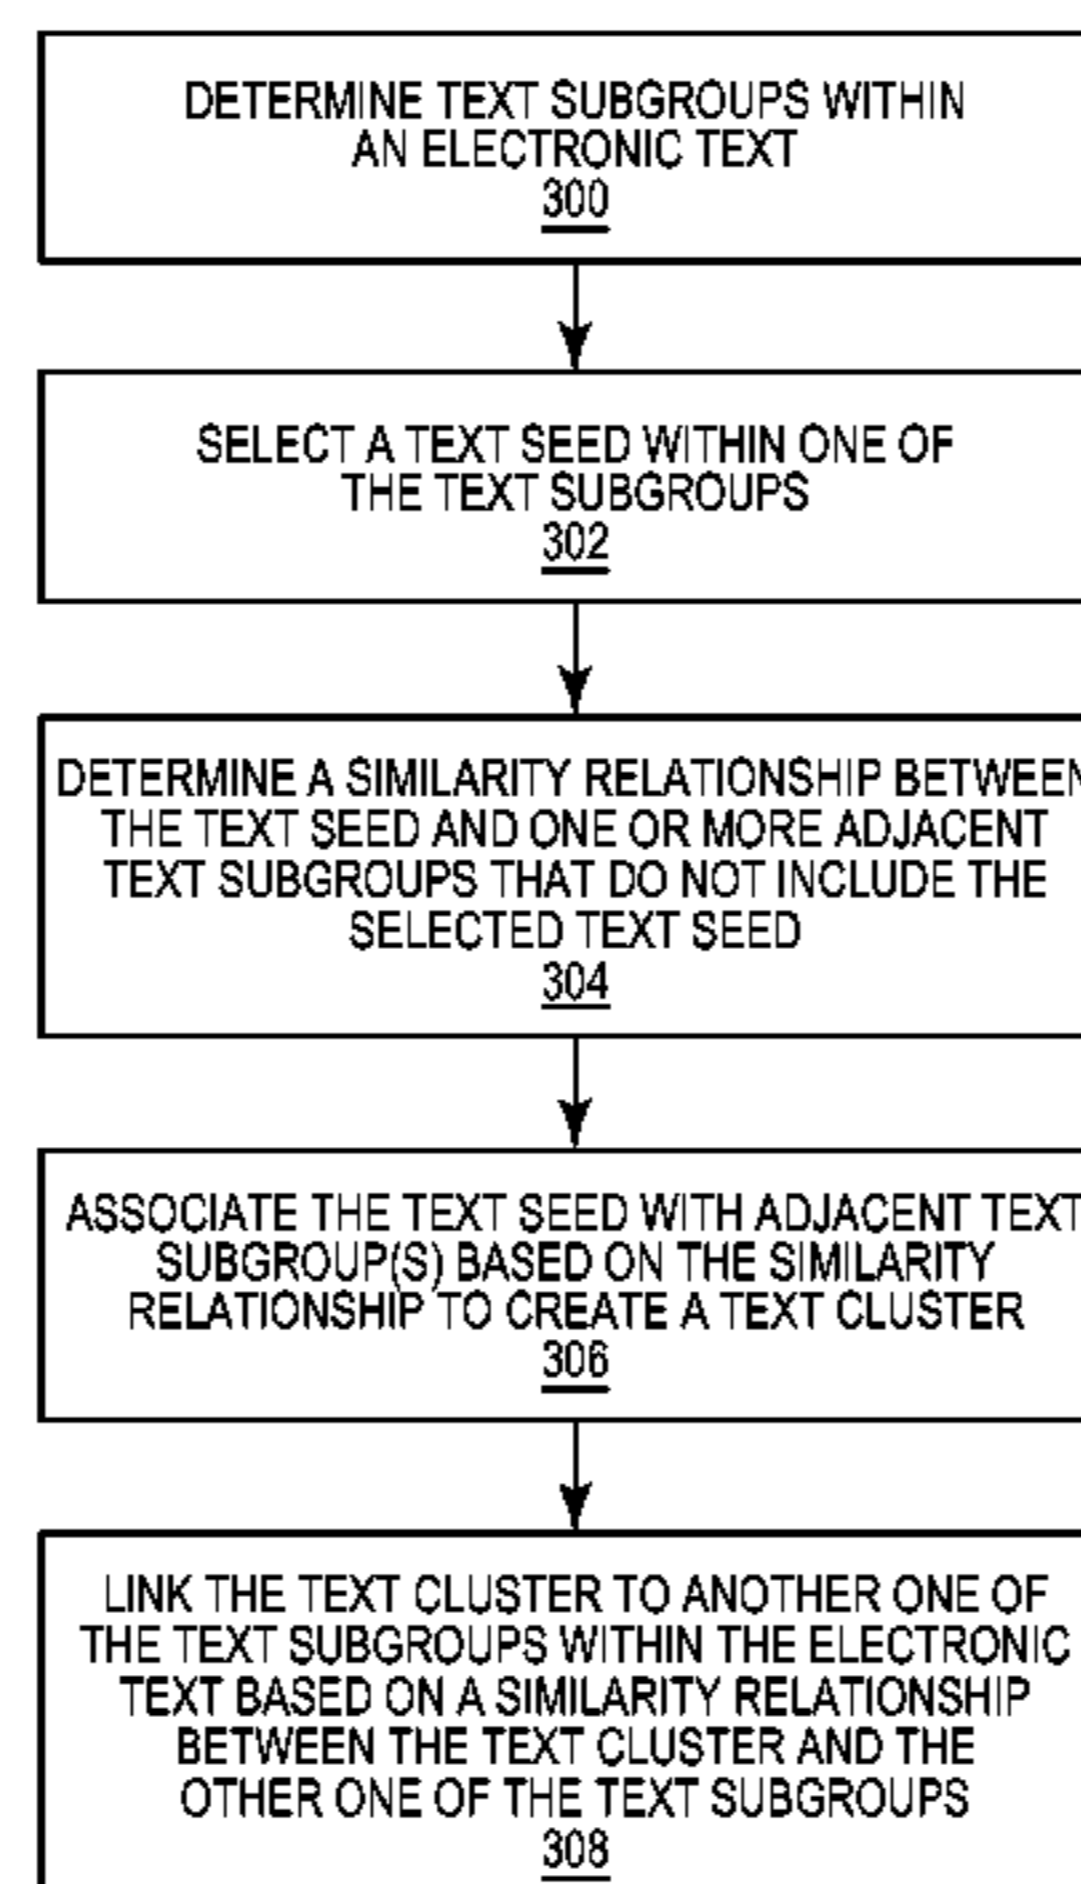 DETERMINE TEXT SUBGROUPS WITHIN
AN ELECTRONIC TEXT
300
SELECT A TEXT SEED WITHIN ONE OF
THE TEXT SUBGROUPS
302
DETERMINE A SIMILARITY RELATIONSHIP BETWEEN
THE TEXT SEED AND ONE OR MORE ADJACENT
TEXT SUBGROUPS THAT DO NOT INCLUDE THE
SELECTED TEXT SEED
304
ASSOCIATE THE TEXT SEED WITH ADJACENT TEXT
SUBGROUP(S) BASED ON THE SIMILARITY
RELATIONSHIP TO CREATE A TEXT CLUSTER
306
LINK THE TEXT CLUSTER TO ANOTHER ONE OF
THE TEXT SUBGROUPS WITHIN THE ELECTRONIC
TEXT BASED ON A SIMILARITY RELATIONSHIP
BETWEEN THE TEXT CLUSTER AND THE
OTHER ONE OF THE TEXT SUBGROUPS
308